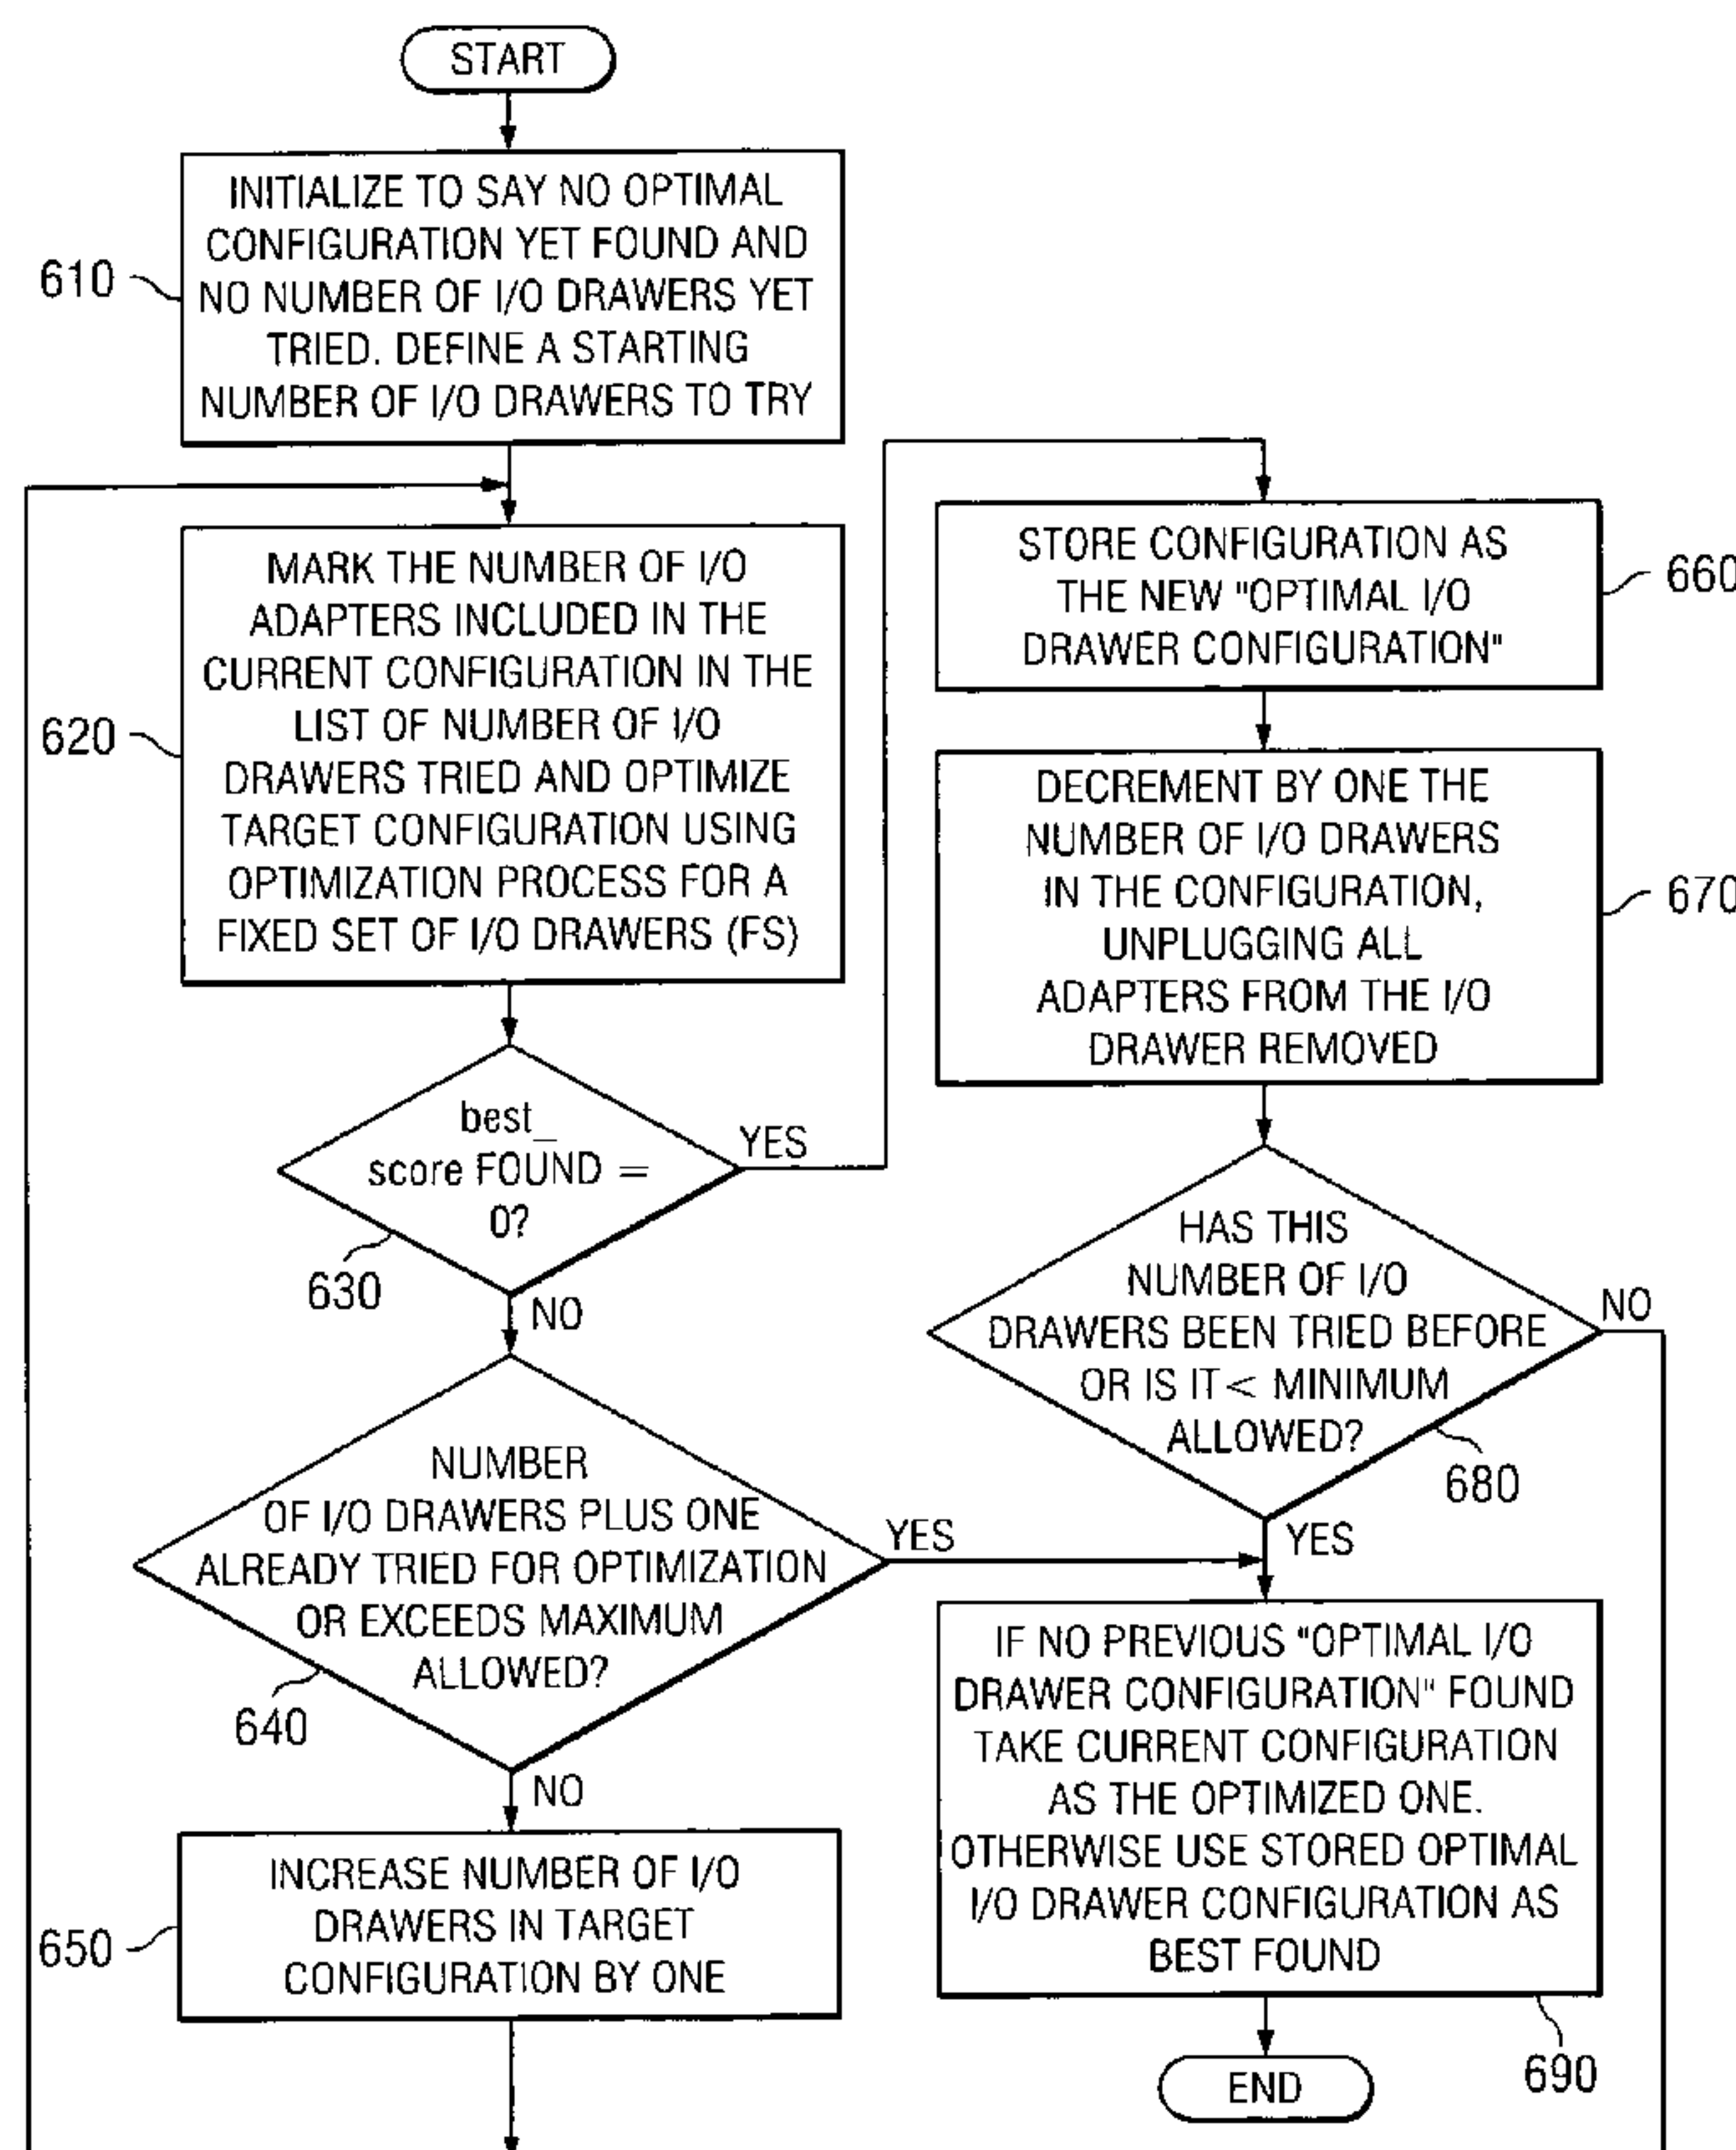 START
INITIALIZE TO SAY NO OPTIMAL
CONFIGURATION YET FOUND AND
NO NUMBER OF I/O DRAWERS YET
TRIED. DEFINE A STARTING
NUMBER OF I/O DRAWERS TO TRY
610
MARK THE NUMBER OF I/O
ADAPTERS INCLUDED IN THE
CURRENT CONFIGURATION IN THE
LIST OF NUMBER OF I/O
DRAWERS TRIED AND OPTIMIZE
TARGET CONFIGURATION USING
OPTIMIZATION PROCESS FOR A
FIXED SET OF I/O DRAWERS (FS)
620
best_
score FOUND =
0?
YES
630
NO
NUMBER
OF I/O DRAWERS PLUS ONE
ALREADY TRIED FOR OPTIMIZATION
OR EXCEEDS MAXIMUM
ALLOWED?
YES
640
NO
INCREASE NUMBER OF I/O
DRAWERS IN TARGET
CONFIGURATION BY ONE
650
STORE CONFIGURATION AS
THE NEW "OPTIMAL I/O
DRAWER CONFIGURATION"
660
DECREMENT BY ONE THE
NUMBER OF I/O DRAWERS
IN THE CONFIGURATION,
UNPLUGGING ALL
ADAPTERS FROM THE I/O
DRAWER REMOVED
670
HAS THIS
NUMBER OF I/O
DRAWERS BEEN TRIED BEFORE
OR IS IT < MINIMUM
ALLOWED?
NO
680
YES
IF NO PREVIOUS "OPTIMAL I/O
DRAWER CONFIGURATION" FOUND
TAKE CURRENT CONFIGURATION
AS THE OPTIMIZED ONE.
OTHERWISE USE STORED OPTIMAL
I/O DRAWER CONFIGURATION AS
BEST FOUND
690
END